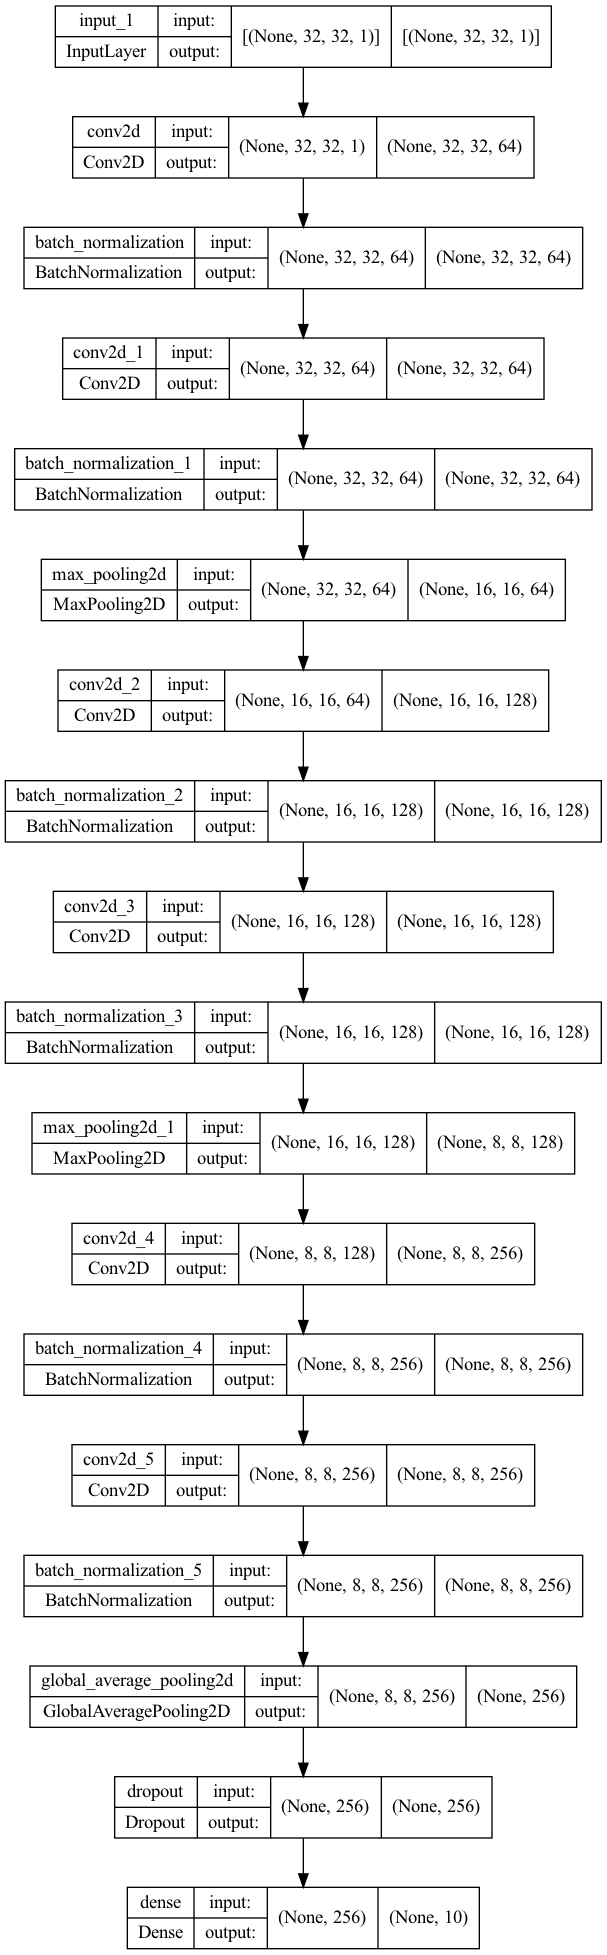 input_1 input: [(None, 32, 32, 1)] [(None, 32, 32, 1)]
InputLayer output:
conv2d input: (None, 32, 32, 1) (None, 32, 32, 64)
Conv2D output:
batch_normalization input: (None, 32, 32, 64) (None, 32, 32, 64)
BatchNormalization output:
conv2d_1 input: (None, 32, 32, 64) (None, 32, 32, 64)
Conv2D output:
batch_normalization_1 input: (None, 32, 32, 64) (None, 32, 32, 64)
BatchNormalization output:
max_pooling2d input: (None, 32, 32, 64) (None, 16, 16, 64)
MaxPooling2D output:
conv2d_2 input: (None, 16, 16, 64) (None, 16, 16, 128)
Conv2D output:
batch_normalization_2 input: (None, 16, 16, 128) (None, 16, 16, 128)
BatchNormalization output:
conv2d_3 input: (None, 16, 16, 128) (None, 16, 16, 128)
Conv2D output:
batch_normalization_3 input: (None, 16, 16, 128) (None, 16, 16, 128)
BatchNormalization output:
max_pooling2d_1 input: (None, 16, 16, 128) (None, 8, 8, 128)
MaxPooling2D output:
conv2d_4 input: (None, 8, 8, 128) (None, 8, 8, 256)
Conv2D output:
batch_normalization_4 input: (None, 8, 8, 256) (None, 8, 8, 256)
BatchNormalization output:
conv2d_5 input: (None, 8, 8, 256) (None, 8, 8, 256)
Conv2D output:
batch_normalization_5 input: (None, 8, 8, 256) (None, 8, 8, 256)
BatchNormalization output:
global_average_pooling2d input: (None, 8, 8, 256) (None, 256)
GlobalAveragePooling2D output:
dropout input: (None, 256) (None, 256)
Dropout output:
dense input: (None, 256) (None, 10)
Dense output: